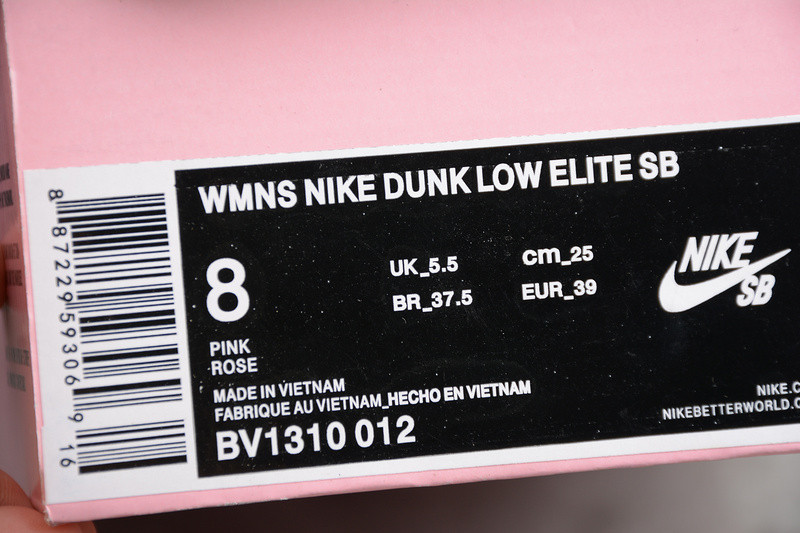 WMNS NIKE DUNK LOW ELITE SB
8
UK_5.5
cm_25
BR_37.5
EUR_39
NIKE
SB
PINK
ROSE
MADE IN VIETNAM
FABRIQUE AU VIETNAM_HECHO EN VIETNAM
BV1310 012
NIKE.C
NIKEBETTERWORLD.C
8 87229 59306 9 16